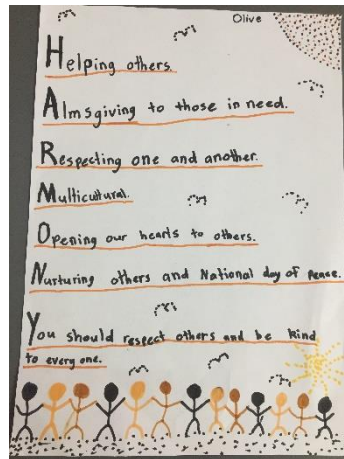 Olive
Helping others.
Almsgiving to those in need.
Respecting one and another.
Multicultural.
Opening our hearts to others.
Nurturing others and National day of Peace.
You should respect others and be kind
to every one.